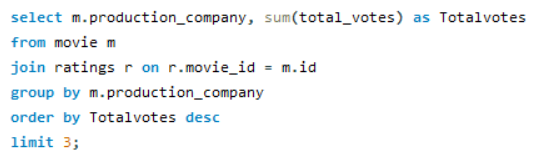 select m.production_company, sum(total_votes) as Totalvotes
from movie m
join ratings r on r.movie_id = m.id
group by m.production_company
order by Totalvotes desc
limit 3;